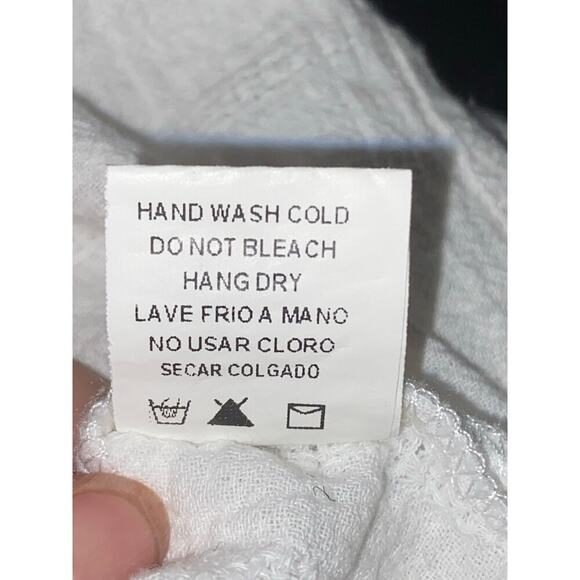 HAND WASH COLD
DO NOT BLEACH
HANG DRY
LAVE FRIO A MANO
NO USAR CLORO
SECAR COLGADO